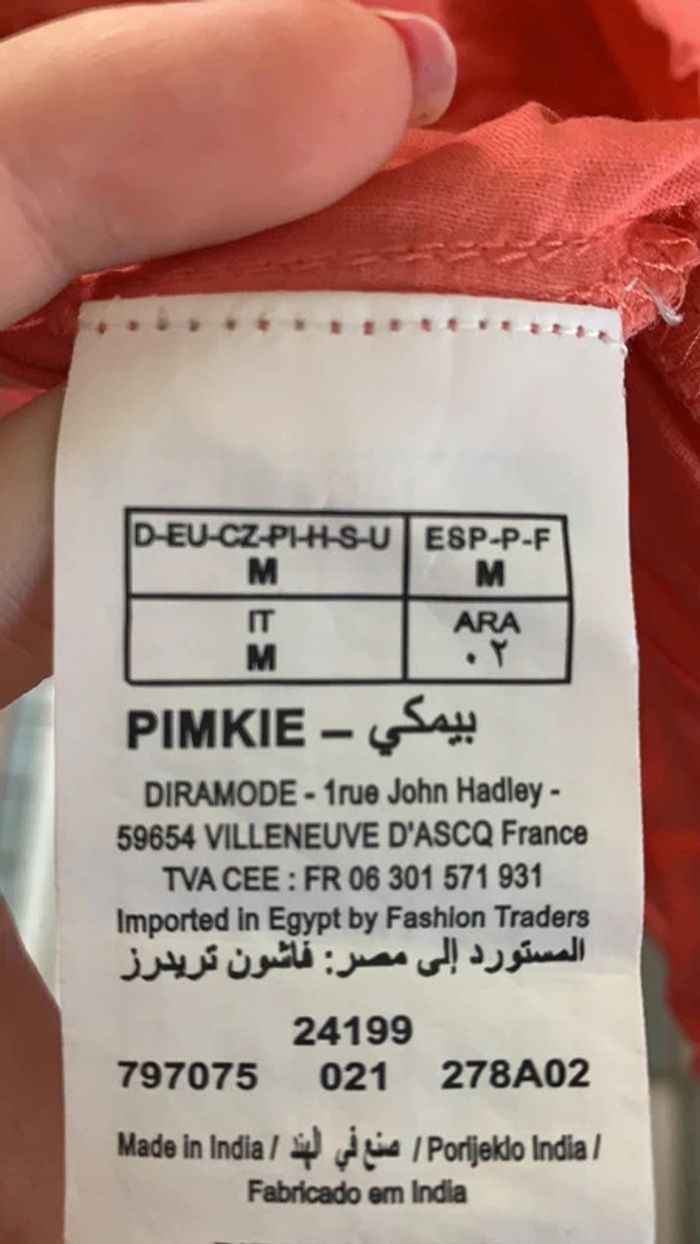 D-EU-CZ-PI-H-S-U ESP-P-F
M M
IT ARA
M ٠٢
PIMKIE – بيمكي
DIRAMODE - 1rue John Hadley -
59654 VILLENEUVE D'ASCQ France
TVA CEE : FR 06 301 571 931
Imported in Egypt by Fashion Traders
المستورد إلى مصر: فاشون تريدرز
24199
797075 021 278A02
Made in India / صنع في الهند / Porijeklo India /
Fabricado em India